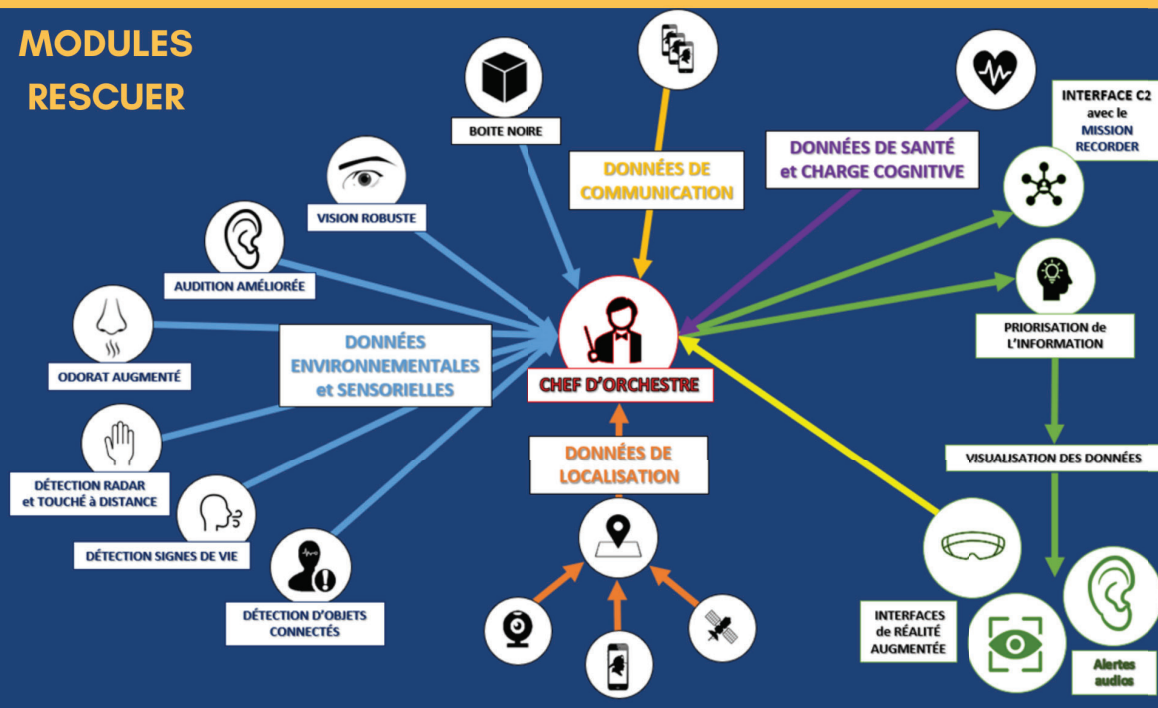 MODULES
RESCUER
BOITE NOIRE
VISION ROBUSTE
AUDITION AMÉLIORÉE
ODORAT AUGMENTÉ
DÉTECTION RADAR
et TOUCHÉ à DISTANCE
DÉTECTION SIGNES DE VIE
DÉTECTION D'OBJETS
CONNECTÉS
DONNÉES
ENVIRONNEMENTALES
et SENSORIELLES
DONNÉES DE
COMMUNICATION
DONNÉES DE SANTÉ
et CHARGE COGNITIVE
INTERFACE C2
avec le
MISSION
RECORDER
CHEF D'ORCHESTRE
DONNÉES DE
LOCALISATION
PRIORISATION de
L'INFORMATION
VISUALISATION DES DONNÉES
INTERFACES
de RÉALITÉ
AUGMENTÉE
Alertes
audios